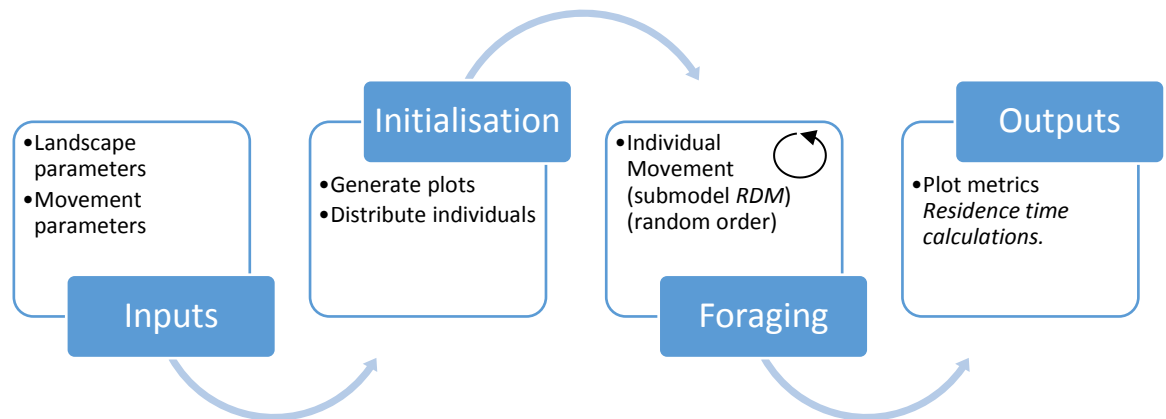 •Landscape
parameters
•Movement
parameters
Inputs
Initialisation
•Generate plots
•Distribute individuals
•Individual
Movement
(submodel RDM)
(random order)
Foraging
Outputs
•Plot metrics
Residence time
calculations.